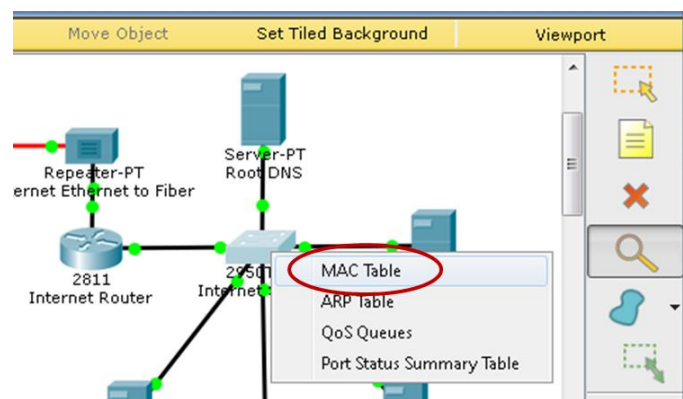 Move Object Set Tiled Background Viewport
Server-PT
Root DNS
Repeater-PT
ernet Ethernet to Fiber
2811
Internet Router
2950T
Internet
MAC Table
ARP Table
QoS Queues
Port Status Summary Table